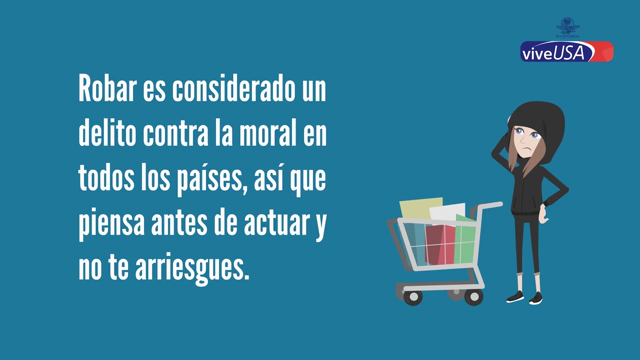 viveUSA
Robar es considerado un
delito contra la moral en
todos los países, así que
piensa antes de actuar y
no te arriesgues.